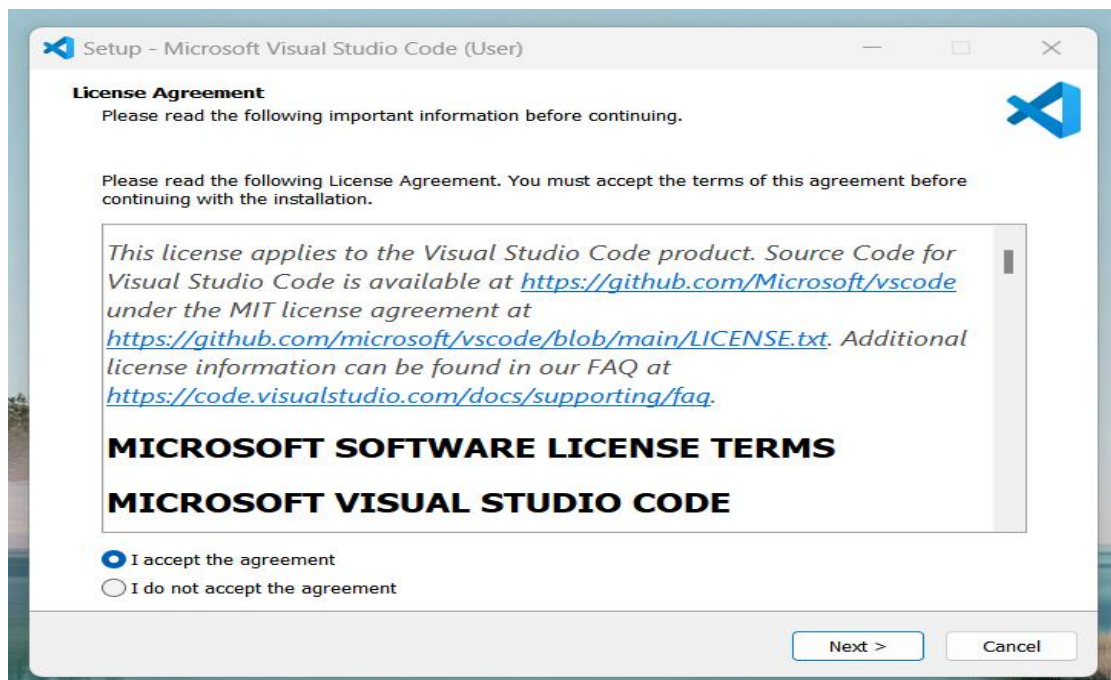 Setup - Microsoft Visual Studio Code (User)
License Agreement
Please read the following important information before continuing.
Please read the following License Agreement. You must accept the terms of this agreement before
continuing with the installation.
This license applies to the Visual Studio Code product. Source Code for
Visual Studio Code is available at https://github.com/Microsoft/vscode
under the MIT license agreement at
https://github.com/microsoft/vscode/blob/main/LICENSE.txt. Additional
license information can be found in our FAQ at
https://code.visualstudio.com/docs/supporting/faq.
MICROSOFT SOFTWARE LICENSE TERMS
MICROSOFT VISUAL STUDIO CODE
I accept the agreement
I do not accept the agreement
Next >
Cancel